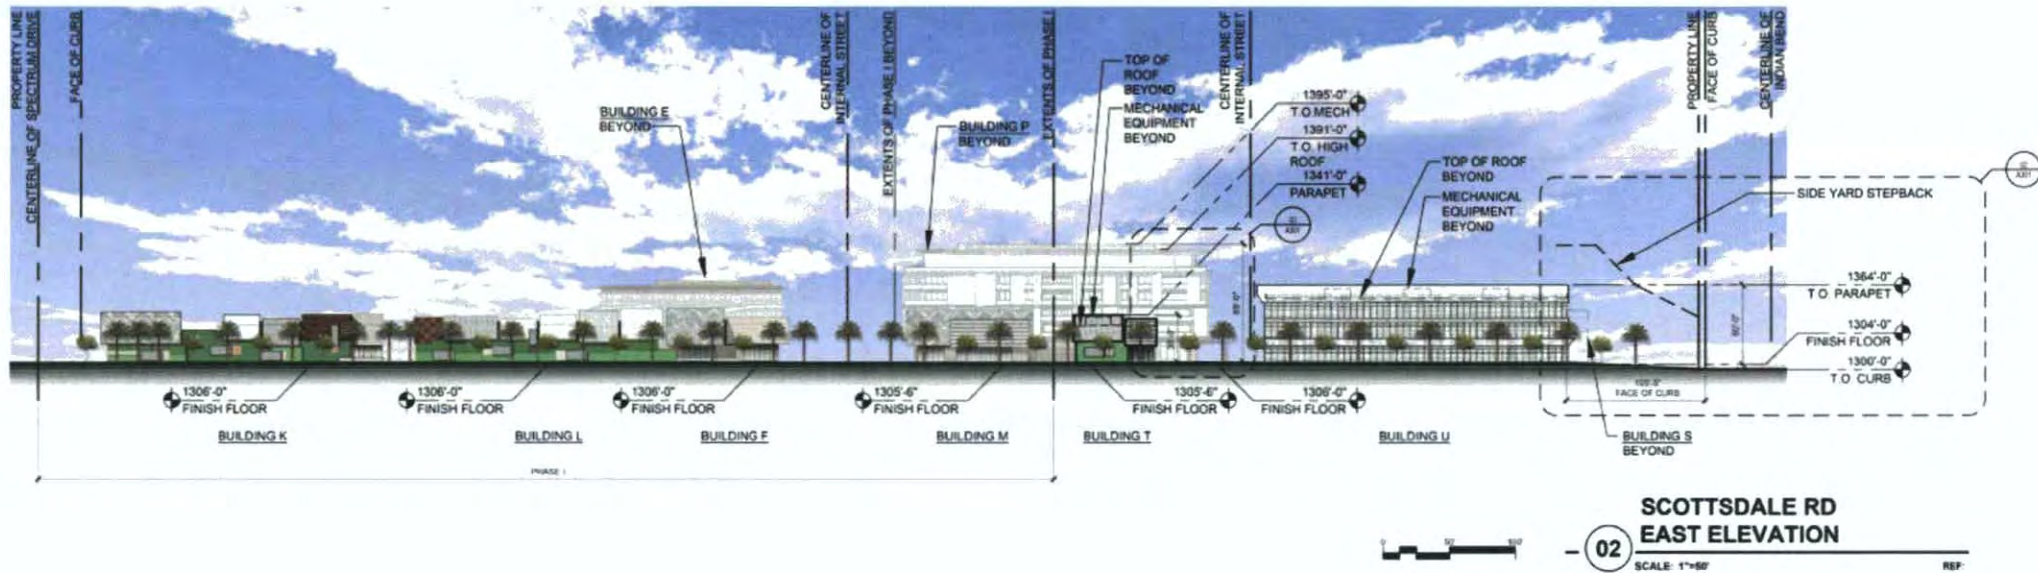 PROPERTY LINE
CENTERLINE OF SPECTRUM DRIVE
FACE OF CURB
CENTERLINE OF
INTERNAL STREET
EXTENTS OF PHASE I BEYOND
EXTENTS OF PHASE I
CENTERLINE OF
INTERNAL STREET
PROPERTY LINE
FACE OF CURB
CENTERLINE OF
INDIAN BEND
BUILDING E
BEYOND
BUILDING P
BEYOND
TOP OF
ROOF
BEYOND
MECHANICAL
EQUIPMENT
BEYOND
1395'-0"
T.O.MECH
1391'-0"
T.O. HIGH
ROOF
1341'-0"
PARAPET
TOP OF ROOF
BEYOND
MECHANICAL
EQUIPMENT
BEYOND
SIDE YARD STEPBACK
1364'-0"
T.O. PARAPET
1304'-0"
FINISH FLOOR
1300'-0"
T.O. CURB
FACE OF CURB
1306'-0"
FINISH FLOOR
1306'-0"
FINISH FLOOR
1306'-0"
FINISH FLOOR
1305'-6"
FINISH FLOOR
1305'-6"
FINISH FLOOR
1306'-0"
FINISH FLOOR
BUILDING K
BUILDING L
BUILDING F
BUILDING M
BUILDING T
BUILDING U
BUILDING S
BEYOND
PHASE I
SCOTTSDALE RD
02 EAST ELEVATION
SCALE: 1"=50' REF: